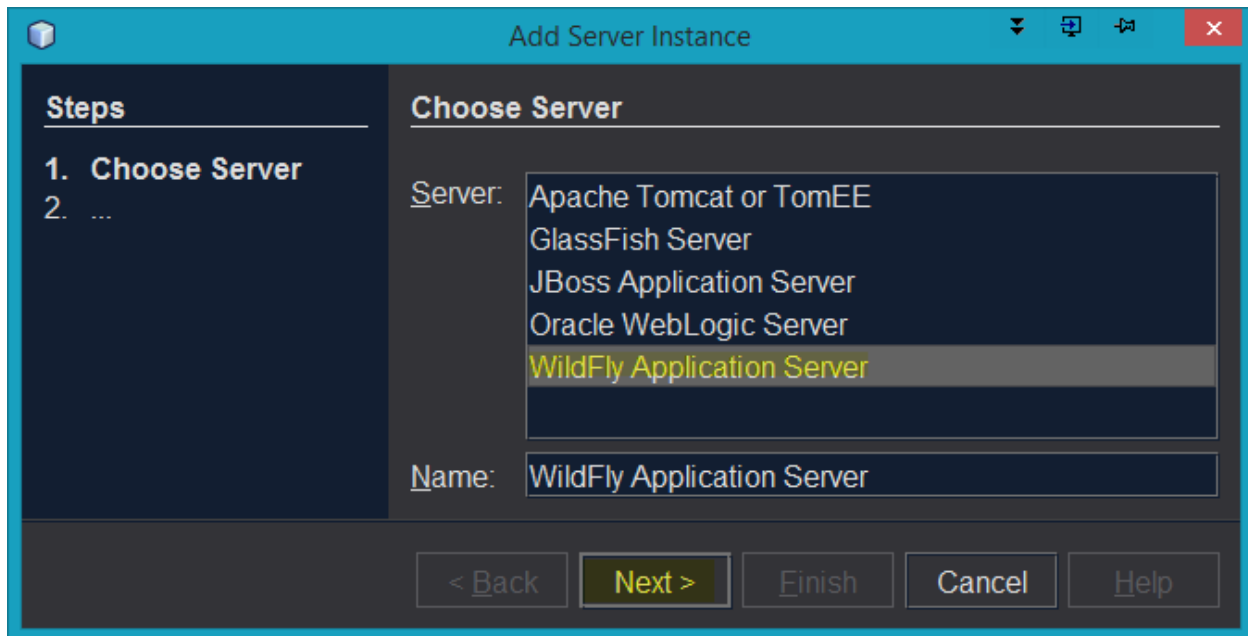 Add Server Instance
Steps
1. Choose Server
2. ...
Choose Server
Server:
Apache Tomcat or TomEE
GlassFish Server
JBoss Application Server
Oracle WebLogic Server
WildFly Application Server
Name: WildFly Application Server
< Back Next > Finish Cancel Help